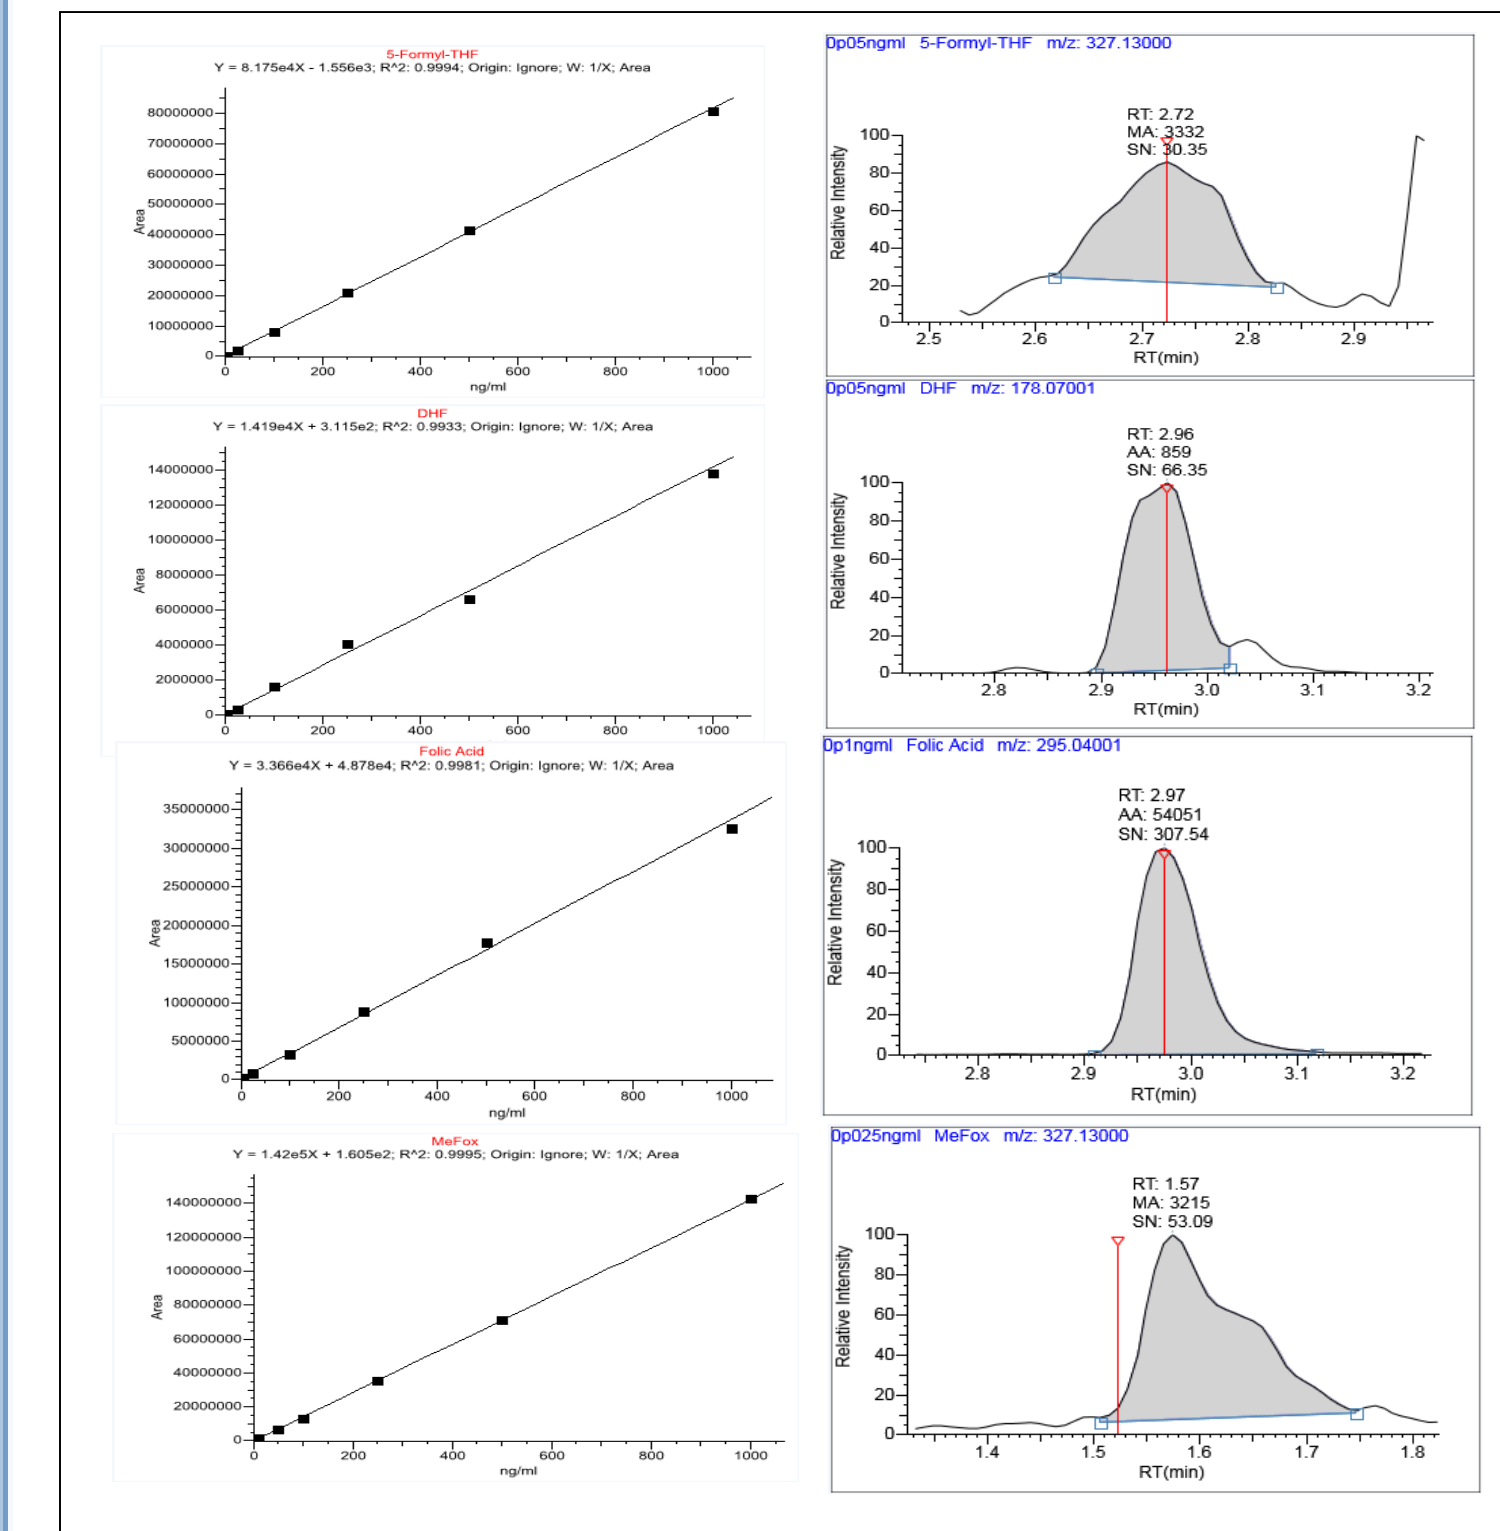 5-Formyl-THF
Y = 8.175e4X - 1.556e3; R^2: 0.9994; Origin: Ignore; W: 1/X; Area
80000000
70000000
60000000
50000000
40000000
30000000
20000000
10000000
0
Area
0 200 400 600 800 1000
ng/ml
0p05ngml 5-Formyl-THF m/z: 327.13000
RT: 2.72
MA: 3332
SN: 30.35
100
80
60
40
20
0
Relative Intensity
2.5 2.6 2.7 2.8 2.9
RT(min)
DHF
Y = 1.419e4X + 3.115e2; R^2: 0.9933; Origin: Ignore; W: 1/X; Area
14000000
12000000
10000000
8000000
6000000
4000000
2000000
0
Area
0 200 400 600 800 1000
ng/ml
0p05ngml DHF m/z: 178.07001
RT: 2.96
AA: 859
SN: 66.35
100
80
60
40
20
0
Relative Intensity
2.8 2.9 3.0 3.1 3.2
RT(min)
Folic Acid
Y = 3.366e4X + 4.878e4; R^2: 0.9981; Origin: Ignore; W: 1/X; Area
35000000
30000000
25000000
20000000
15000000
10000000
5000000
0
Area
0 200 400 600 800 1000
ng/ml
0p1ngml Folic Acid m/z: 295.04001
RT: 2.97
AA: 54051
SN: 307.54
100
80
60
40
20
0
Relative Intensity
2.8 2.9 3.0 3.1 3.2
RT(min)
MeFox
Y = 1.42e5X + 1.605e2; R^2: 0.9995; Origin: Ignore; W: 1/X; Area
140000000
120000000
100000000
80000000
60000000
40000000
20000000
0
Area
0 200 400 600 800 1000
ng/ml
0p025ngml MeFox m/z: 327.13000
RT: 1.57
MA: 3215
SN: 53.09
100
80
60
40
20
0
Relative Intensity
1.4 1.5 1.6 1.7 1.8
RT(min)